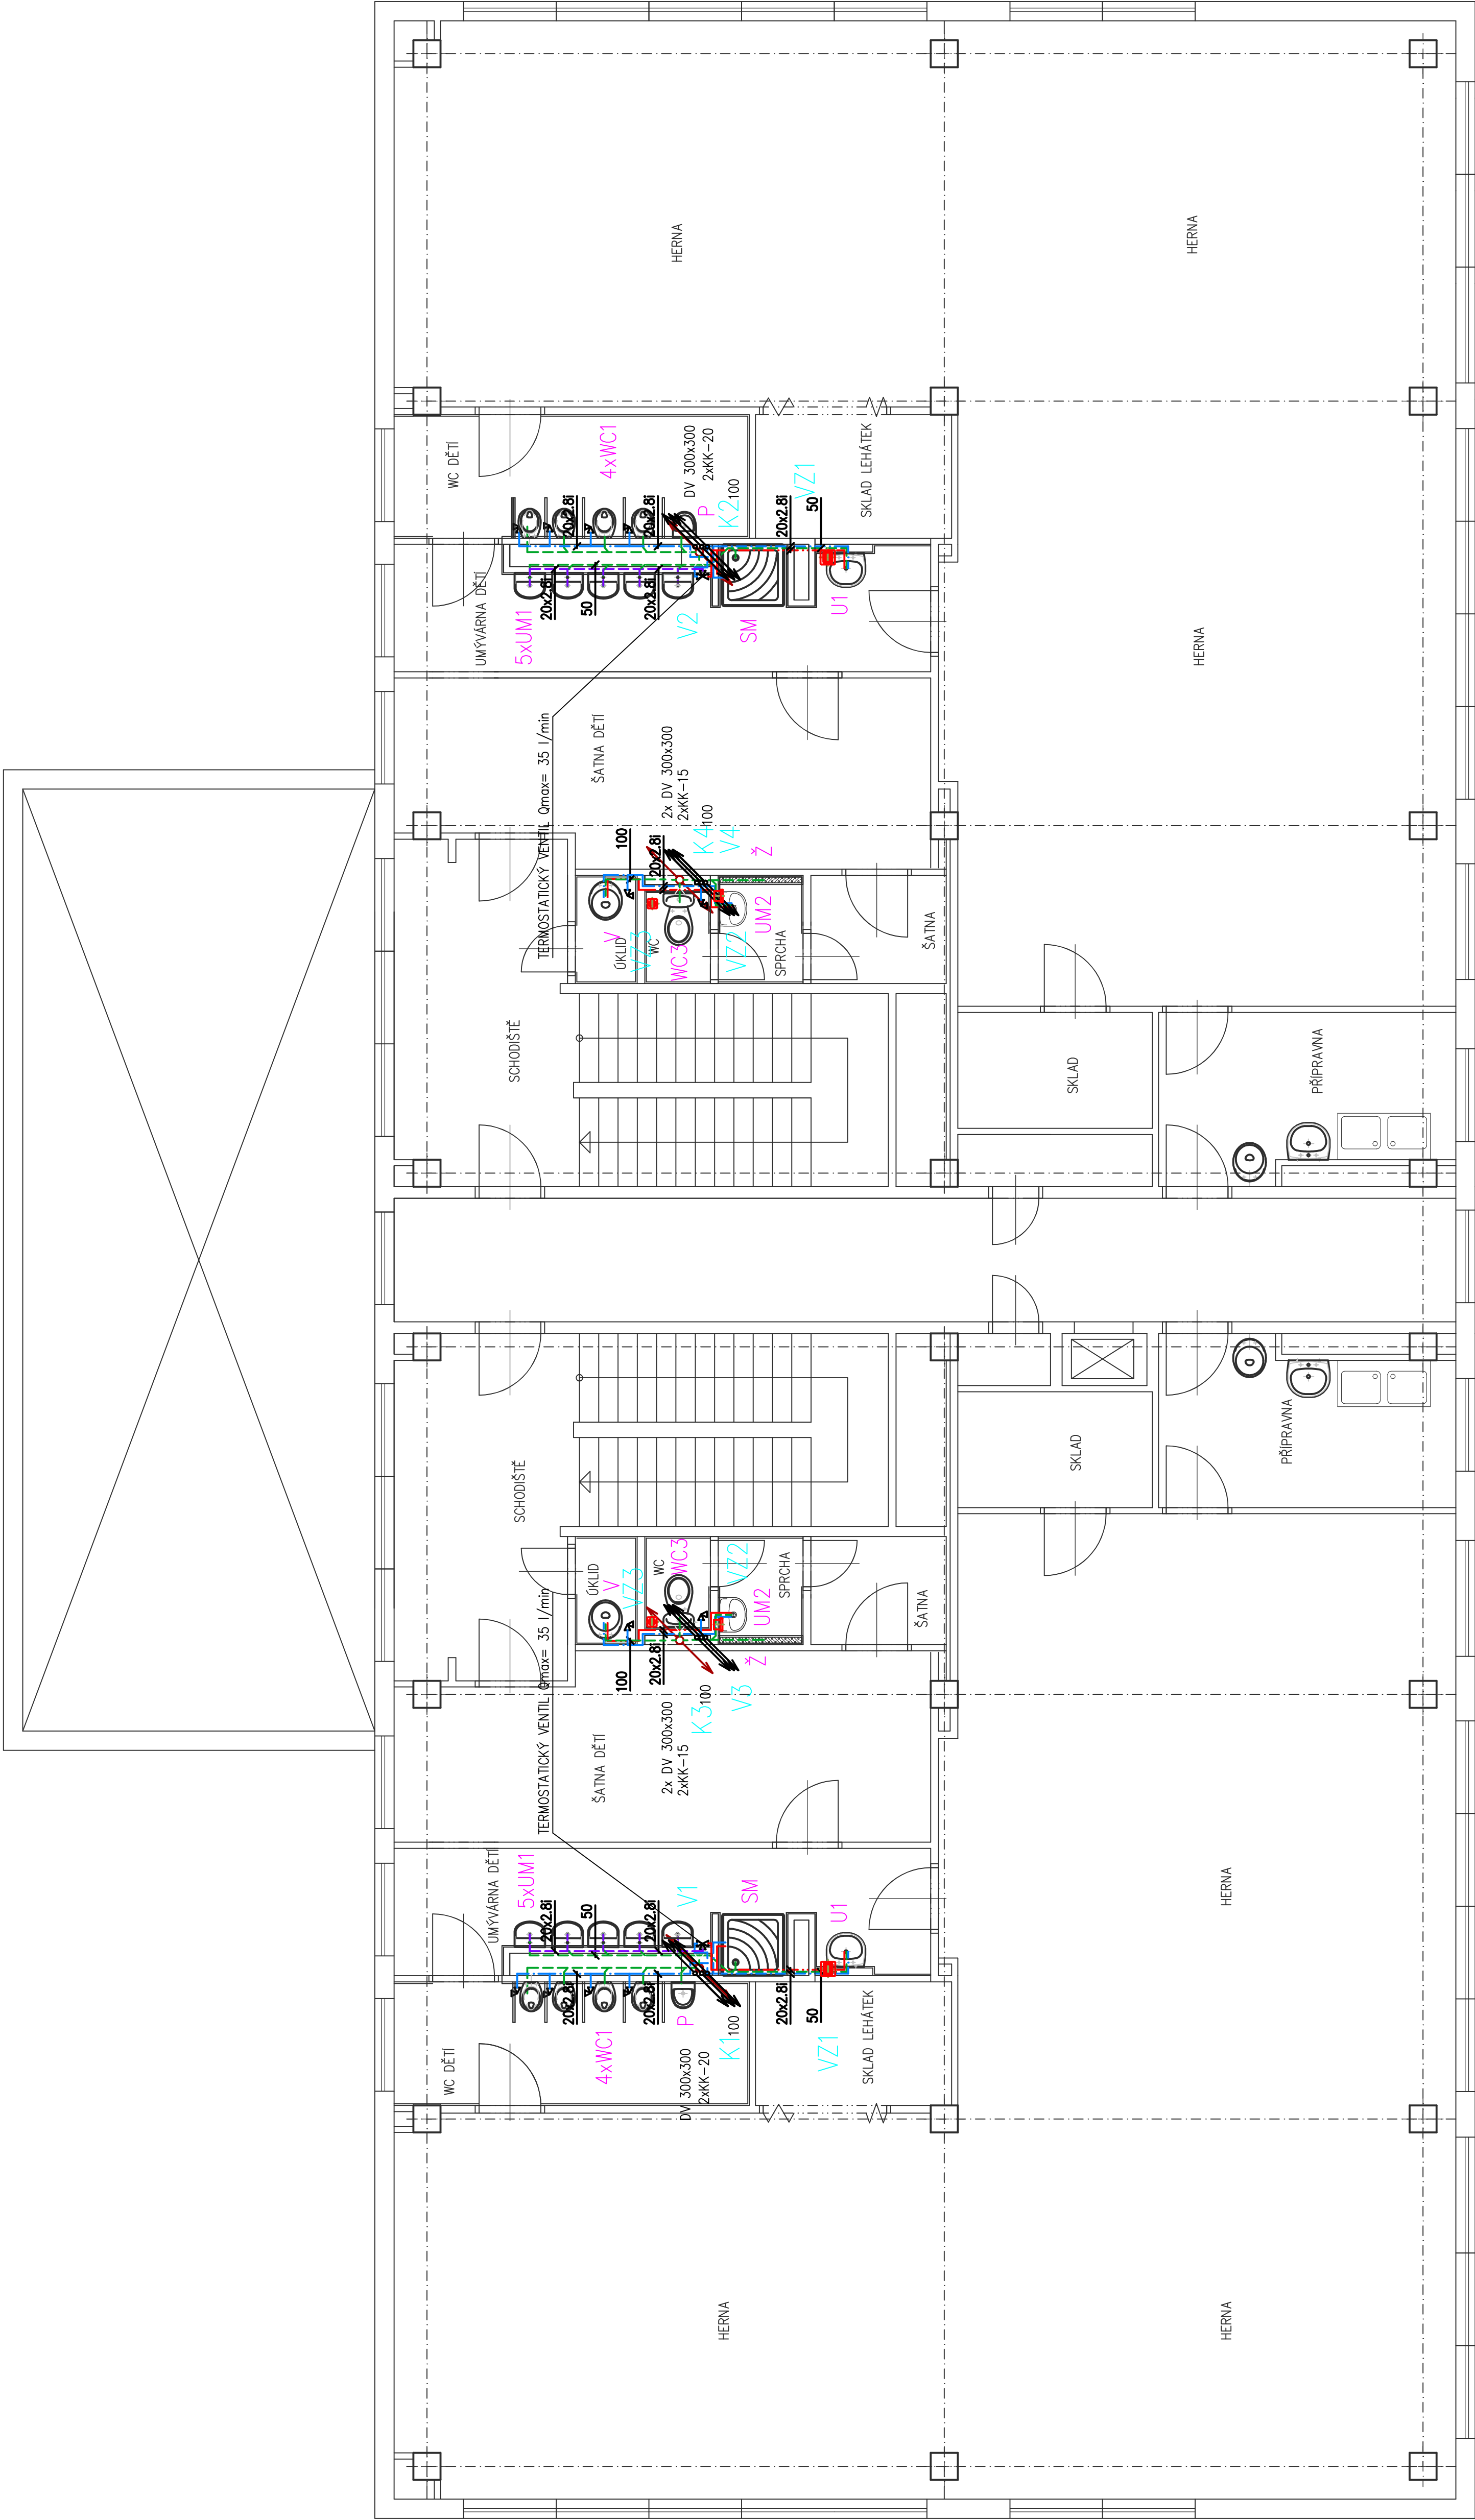 HERNA
HERNA
WC DĚTÍ
4xWC1
DV 300x300
2xKK-20
P
K2
100
VZ1
SKLAD LEHÁTEK
20x2.8i
20x2.8i
20x2.8i
50
UMÝVÁRNA DĚTÍ
5xUM1
20x2.8i
50
20x2.8i
V2
SM
U1
HERNA
TERMOSTATICKÝ VENTIL Qmax= 35 l/min
ŠATNA DĚTÍ
2x DV 300x300
2xKK-15
100
K4
V4
Ž
100
20x2.8i
V
ÚKLID
VZ3
WC
WC3
VZ2
UM2
SPRCHA
ŠATNA
SCHODIŠTĚ
SKLAD
PŘÍPRAVNA
SCHODIŠTĚ
SKLAD
PŘÍPRAVNA
ÚKLID
V
VZ3
WC
WC3
VZ2
UM2
SPRCHA
ŠATNA
100
20x2.8i
Ž
K3
100
V3
TERMOSTATICKÝ VENTIL Qmax= 35 l/min
ŠATNA DĚTÍ
2x DV 300x300
2xKK-15
UMÝVÁRNA DĚTÍ
5xUM1
20x2.8i
50
20x2.8i
V1
SM
U1
HERNA
20x2.8i
20x2.8i
20x2.8i
50
WC DĚTÍ
4xWC1
P
DV 300x300
2xKK-20
K1
100
VZ1
SKLAD LEHÁTEK
HERNA
HERNA